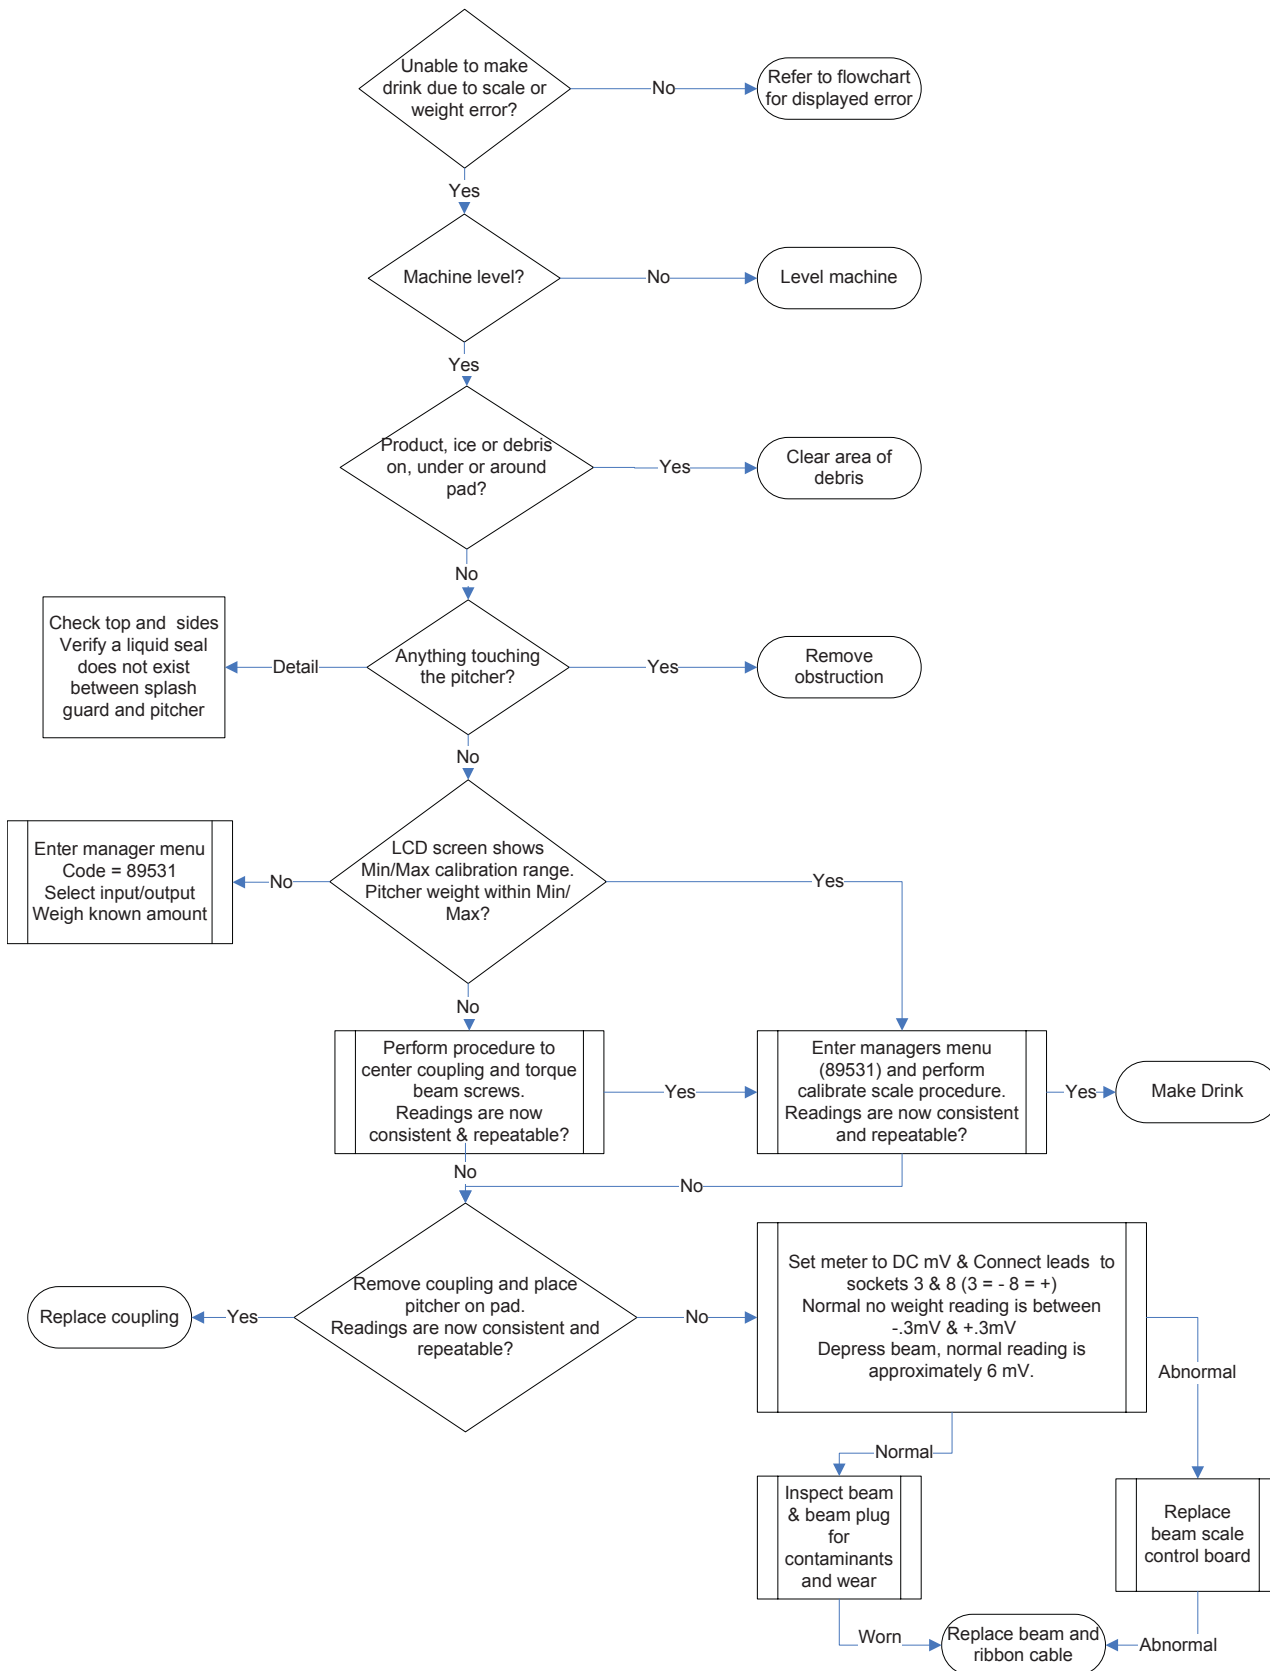 Unable to make
drink due to scale or
weight error?
No
Refer to flowchart
for displayed error
Yes
Machine level?
No
Level machine
Yes
Product, ice or debris
on, under or around
pad?
Yes
Clear area of
debris
No
Check top and sides
Verify a liquid seal
does not exist
between splash
guard and pitcher
Detail
Anything touching
the pitcher?
Yes
Remove
obstruction
No
Enter manager menu
Code = 89531
Select input/output
Weigh known amount
No
LCD screen shows
Min/Max calibration range.
Pitcher weight within Min/
Max?
Yes
No
Perform procedure to
center coupling and torque
beam screws.
Readings are now
consistent & repeatable?
Yes
Enter managers menu
(89531) and perform
calibrate scale procedure.
Readings are now consistent
and repeatable?
Yes
Make Drink
No
No
Replace coupling
Yes
Remove coupling and place
pitcher on pad.
Readings are now consistent and
repeatable?
No
Set meter to DC mV & Connect leads to
sockets 3 & 8 (3 = - 8 = +)
Normal no weight reading is between
-.3mV & +.3mV
Depress beam, normal reading is
approximately 6 mV.
Abnormal
Normal
Inspect beam
& beam plug
for
contaminants
and wear
Replace
beam scale
control board
Worn
Replace beam and
ribbon cable
Abnormal